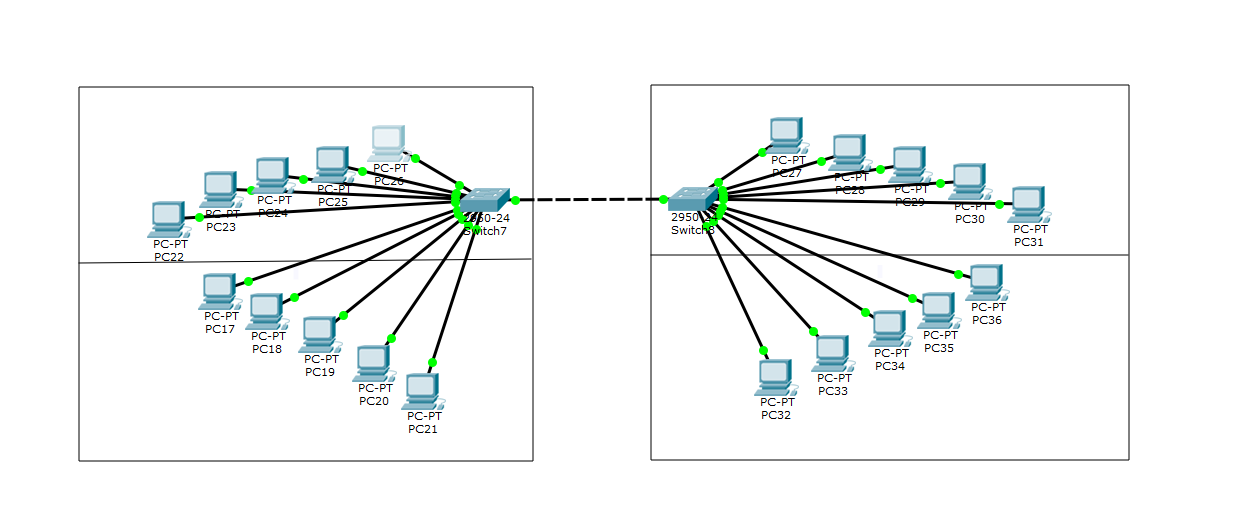 PC-PT
PC26
PC-PT
PC25
PC-PT
PC24
PC-PT
PC23
PC-PT
PC22
2950-24
Switch7
PC-PT
PC17
PC-PT
PC18
PC-PT
PC19
PC-PT
PC20
PC-PT
PC21
PC-PT
PC27
PC-PT
PC28
PC-PT
PC29
PC-PT
PC30
PC-PT
PC31
2950-24
Switch8
PC-PT
PC36
PC-PT
PC35
PC-PT
PC34
PC-PT
PC33
PC-PT
PC32